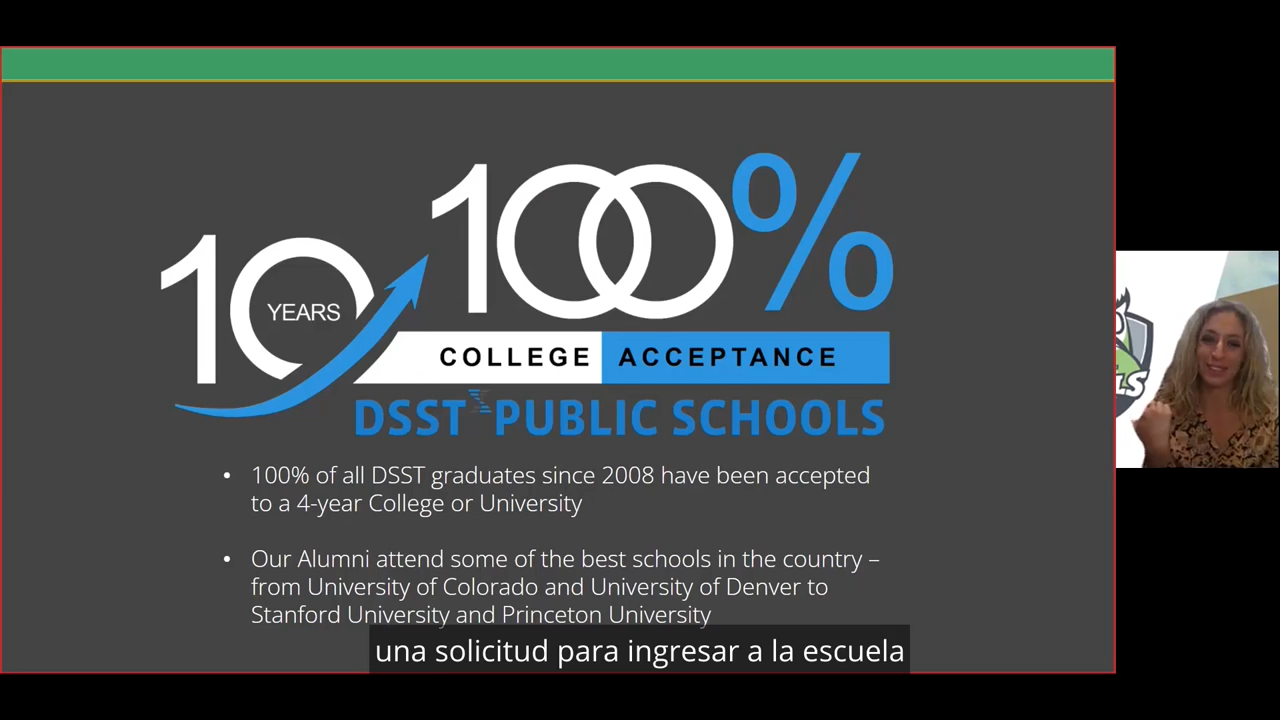 100%
10
YEARS
COLLEGE ACCEPTANCE
DSST PUBLIC SCHOOLS
• 100% of all DSST graduates since 2008 have been accepted
to a 4-year College or University
• Our Alumni attend some of the best schools in the country –
from University of Colorado and University of Denver to
Stanford University and Princeton University
una solicitud para ingresar a la escuela